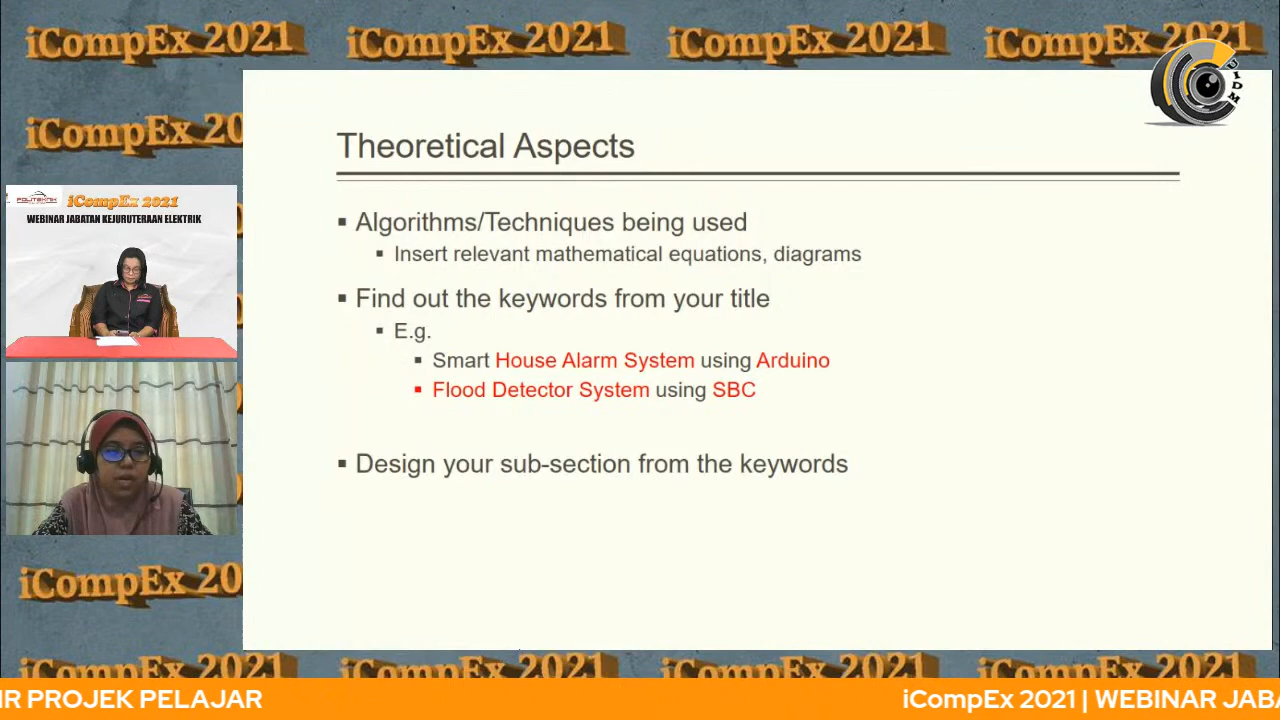 iCompEx 2021 iCompEx 2021 iCompEx 2021 iCompEx 2021
UIDM
iCompEx 20
Theoretical Aspects
POLITEKNIK
iCompEx 2021
WEBINAR JABATAN KEJURUTERAAN ELEKTRIK
▪ Algorithms/Techniques being used
▪ Insert relevant mathematical equations, diagrams
▪ Find out the keywords from your title
▪ E.g.
▪ Smart House Alarm System using Arduino
▪ Flood Detector System using SBC
▪ Design your sub-section from the keywords
iCompEx 20
iCompEx 2021 iCompEx 2021 iCompEx 2021 iCompEx 2021
IR PROJEK PELAJAR
iCompEx 2021 | WEBINAR JABA